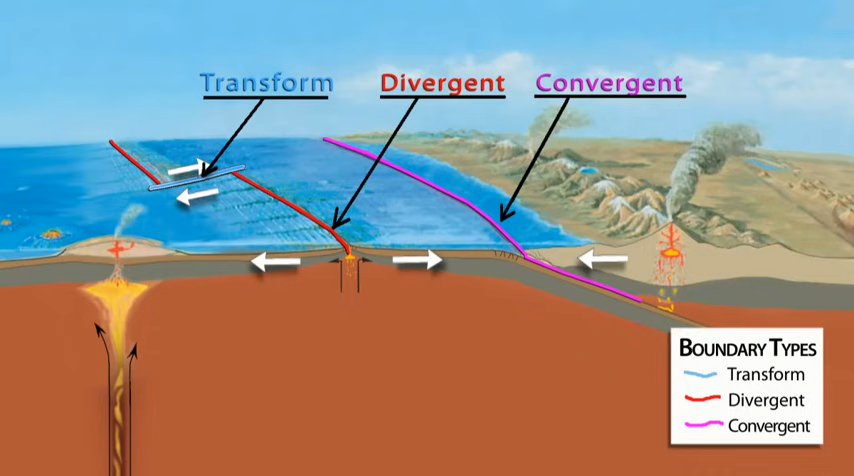 Transform
Divergent
Convergent
BOUNDARY TYPES
Transform
Divergent
Convergent